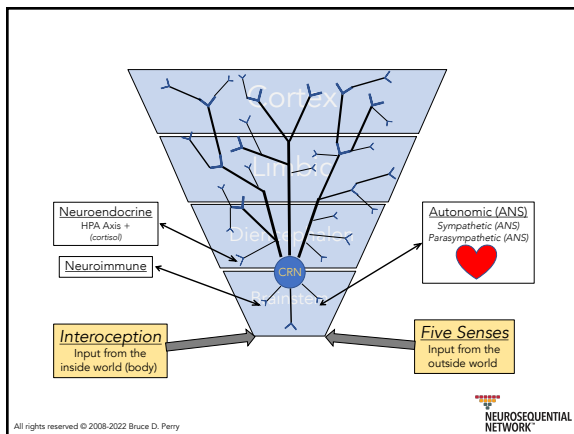 Cortex
Limbic
Neuroendocrine
HPA Axis +
(cortisol)
Diencephalon
Autonomic (ANS)
Sympathetic (ANS)
Parasympathetic (ANS)
Neuroimmune
CRN
Brainstem
Interoception
Input from the
inside world (body)
Five Senses
Input from the
outside world
All rights reserved © 2008-2022 Bruce D. Perry
NEUROSEQUENTIAL
NETWORK™